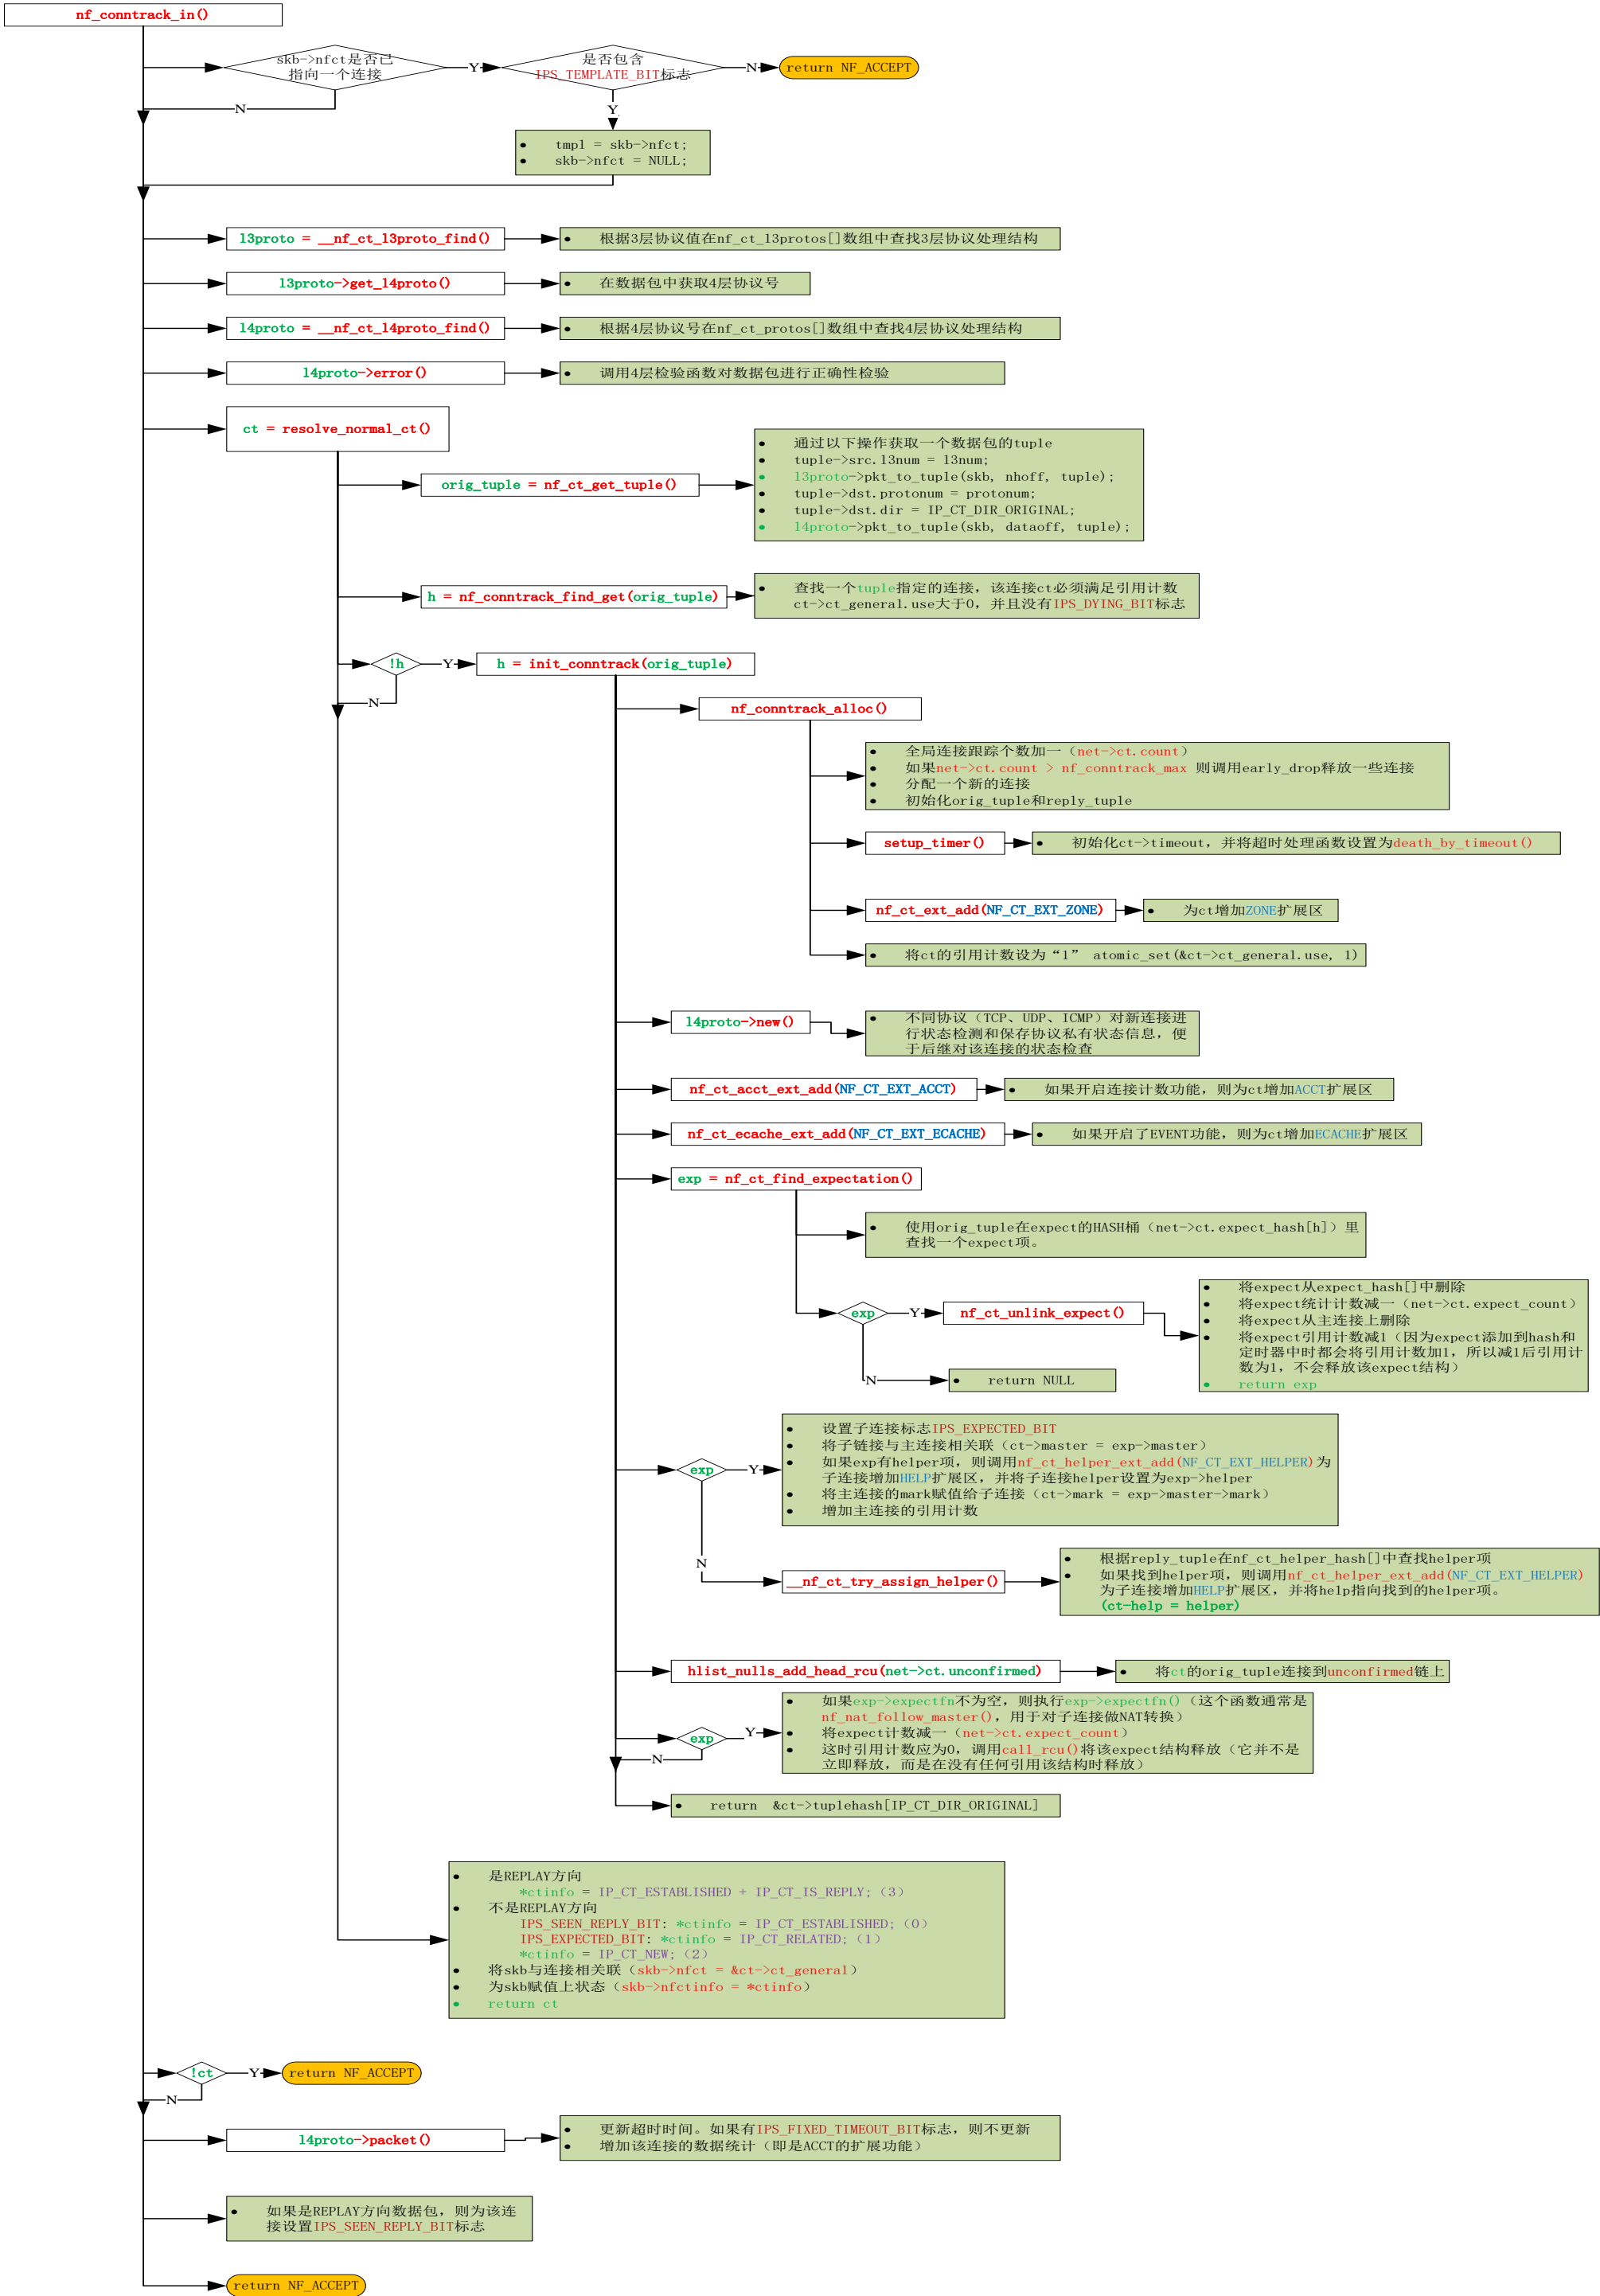 nf_conntrack_in()
skb->nfct是否已
指向一个连接
Y
是否包含
IPS_TEMPLATE_BIT标志
N
return NF_ACCEPT
N
Y
• tmpl = skb->nfct;
• skb->nfct = NULL;
l3proto = __nf_ct_l3proto_find()
• 根据3层协议值在nf_ct_l3protos[]数组中查找3层协议处理结构
l3proto->get_l4proto()
• 在数据包中获取4层协议号
l4proto = __nf_ct_l4proto_find()
• 根据4层协议号在nf_ct_protos[]数组中查找4层协议处理结构
l4proto->error()
• 调用4层检验函数对数据包进行正确性检验
ct = resolve_normal_ct()
orig_tuple = nf_ct_get_tuple()
• 通过以下操作获取一个数据包的tuple
• tuple->src.l3num = l3num;
• l3proto->pkt_to_tuple(skb, nhoff, tuple);
• tuple->dst.protonum = protonum;
• tuple->dst.dir = IP_CT_DIR_ORIGINAL;
• l4proto->pkt_to_tuple(skb, dataoff, tuple);
h = nf_conntrack_find_get(orig_tuple)
• 查找一个tuple指定的连接，该连接ct必须满足引用计数
ct->ct_general.use大于0，并且没有IPS_DYING_BIT标志
!h
Y
h = init_conntrack(orig_tuple)
N
nf_conntrack_alloc()
• 全局连接跟踪个数加一（net->ct.count）
• 如果net->ct.count > nf_conntrack_max 则调用early_drop释放一些连接
• 分配一个新的连接
• 初始化orig_tuple和reply_tuple
setup_timer()
• 初始化ct->timeout，并将超时处理函数设置为death_by_timeout()
nf_ct_ext_add(NF_CT_EXT_ZONE)
• 为ct增加ZONE扩展区
• 将ct的引用计数设为“1” atomic_set(&ct->ct_general.use, 1)
l4proto->new()
• 不同协议（TCP、UDP、ICMP）对新连接进
行状态检测和保存协议私有状态信息，便
于后继对该连接的状态检查
nf_ct_acct_ext_add(NF_CT_EXT_ACCT)
• 如果开启连接计数功能，则为ct增加ACCT扩展区
nf_ct_ecache_ext_add(NF_CT_EXT_ECACHE)
• 如果开启了EVENT功能，则为ct增加ECACHE扩展区
exp = nf_ct_find_expectation()
• 使用orig_tuple在expect的HASH桶（net->ct.expect_hash[h]）里
查找一个expect项。
exp
Y
nf_ct_unlink_expect()
• 将expect从expect_hash[]中删除
• 将expect统计计数减一（net->ct.expect_count）
• 将expect从主连接上删除
• 将expect引用计数减1（因为expect添加到hash和
定时器中时都会将引用计数加1，所以减1后引用计
数为1，不会释放该expect结构）
• return exp
N
• return NULL
exp
Y
• 设置子连接标志IPS_EXPECTED_BIT
• 将子链接与主连接相关联（ct->master = exp->master）
• 如果exp有helper项，则调用nf_ct_helper_ext_add(NF_CT_EXT_HELPER)为
子连接增加HELP扩展区，并将子连接helper设置为exp->helper
• 将主连接的mark赋值给子连接（ct->mark = exp->master->mark）
• 增加主连接的引用计数
N
__nf_ct_try_assign_helper()
• 根据reply_tuple在nf_ct_helper_hash[]中查找helper项
• 如果找到helper项，则调用nf_ct_helper_ext_add(NF_CT_EXT_HELPER)
为子连接增加HELP扩展区，并将help指向找到的helper项。
(ct-help = helper)
hlist_nulls_add_head_rcu(net->ct.unconfirmed)
• 将ct的orig_tuple连接到unconfirmed链上
exp
Y
• 如果exp->expectfn不为空，则执行exp->expectfn()（这个函数通常是
nf_nat_follow_master()，用于对子连接做NAT转换）
• 将expect计数减一（net->ct.expect_count）
• 这时引用计数应为0，调用call_rcu()将该expect结构释放（它并不是
立即释放，而是在没有任何引用该结构时释放）
N
• return &ct->tuplehash[IP_CT_DIR_ORIGINAL]
• 是REPLAY方向
*ctinfo = IP_CT_ESTABLISHED + IP_CT_IS_REPLY;（3）
• 不是REPLAY方向
IPS_SEEN_REPLY_BIT: *ctinfo = IP_CT_ESTABLISHED;（0）
IPS_EXPECTED_BIT: *ctinfo = IP_CT_RELATED;（1）
*ctinfo = IP_CT_NEW;（2）
• 将skb与连接相关联（skb->nfct = &ct->ct_general）
• 为skb赋值上状态（skb->nfctinfo = *ctinfo）
• return ct
!ct
Y
return NF_ACCEPT
N
l4proto->packet()
• 更新超时时间。如果有IPS_FIXED_TIMEOUT_BIT标志，则不更新
• 增加该连接的数据统计（即是ACCT的扩展功能）
• 如果是REPLAY方向数据包，则为该连
接设置IPS_SEEN_REPLY_BIT标志
return NF_ACCEPT